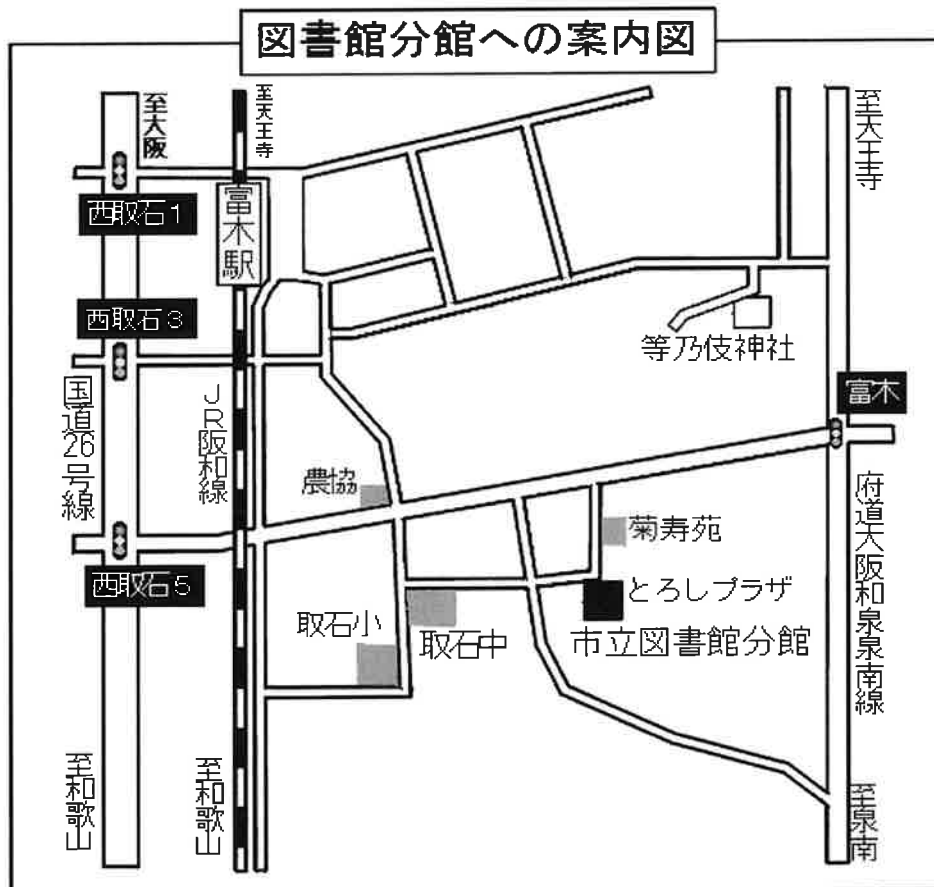 図書館分館への案内図
至大阪
至天王寺
至天王寺
西取石1
富木駅
西取石3
等乃伎神社
富木
国道26号線
JR阪和線
農協
府道大阪和泉泉南線
菊寿苑
西取石5
とろしプラザ
取石小
取石中
市立図書館分館
至和歌山
至和歌山
至泉南